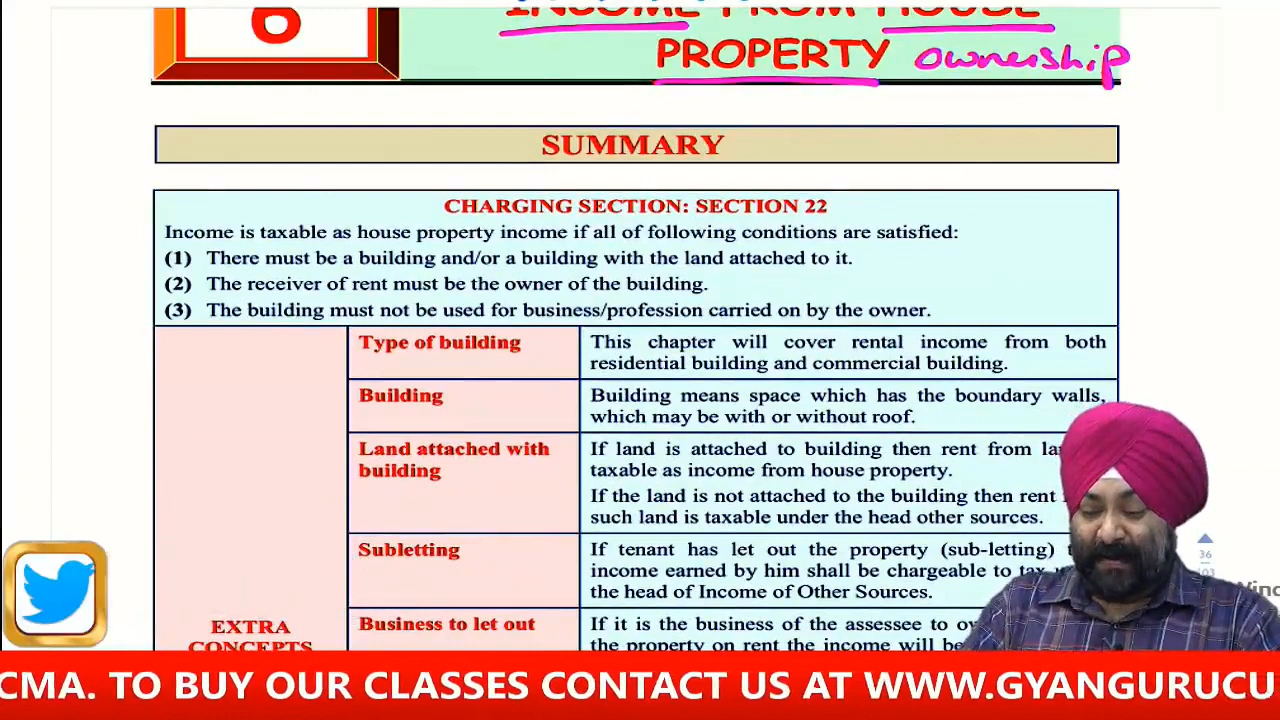 6
INCOME FROM HOUSE
PROPERTY ownership
SUMMARY
CHARGING SECTION: SECTION 22
Income is taxable as house property income if all of following conditions are satisfied:
(1) There must be a building and/or a building with the land attached to it.
(2) The receiver of rent must be the owner of the building.
(3) The building must not be used for business/profession carried on by the owner.
Type of building
This chapter will cover rental income from both
residential building and commercial building.
Building
Building means space which has the boundary walls,
which may be with or without roof.
Land attached with
building
If land is attached to building then rent from
taxable as income from house property.
If the land is not attached to the building then rent
such land is taxable under the head other sources.
Subletting
If tenant has let out the property (sub-letting)
income earned by him shall be chargeable to tax
the head of Income of Other Sources.
EXTRA
CONCEPTS
Business to let out
If it is the business of the assessee to
the property on rent the income will be
36
103
CMA. TO BUY OUR CLASSES CONTACT US AT WWW.GYANGURUCU